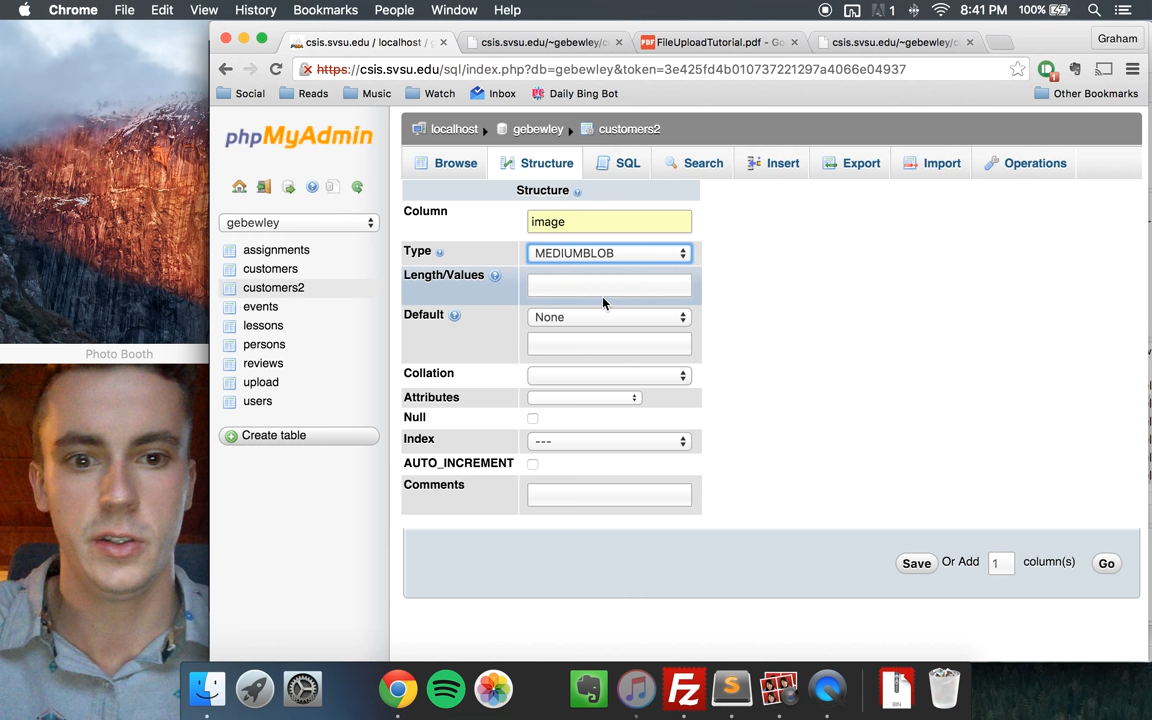 Chrome File Edit View History Bookmarks People Window Help 1 8:41 PM 100%
csis.svsu.edu / localhost / g csis.svsu.edu/~gebewley/c FileUploadTutorial.pdf - Go csis.svsu.edu/~gebewley/c Graham
https://csis.svsu.edu/sql/index.php?db=gebewley&token=3e425fd4b010737221297a4066e04937
Social Reads Music Watch Inbox Daily Bing Bot Other Bookmarks
phpMyAdmin
gebewley
assignments
customers
customers2
events
lessons
persons
reviews
upload
users
Create table
localhost gebewley customers2
Browse Structure SQL Search Insert Export Import Operations
Structure
Column image
Type MEDIUMBLOB
Length/Values
Default None
Collation
Attributes
Null
Index ---
AUTO_INCREMENT
Comments
Save Or Add 1 column(s) Go
Photo Booth